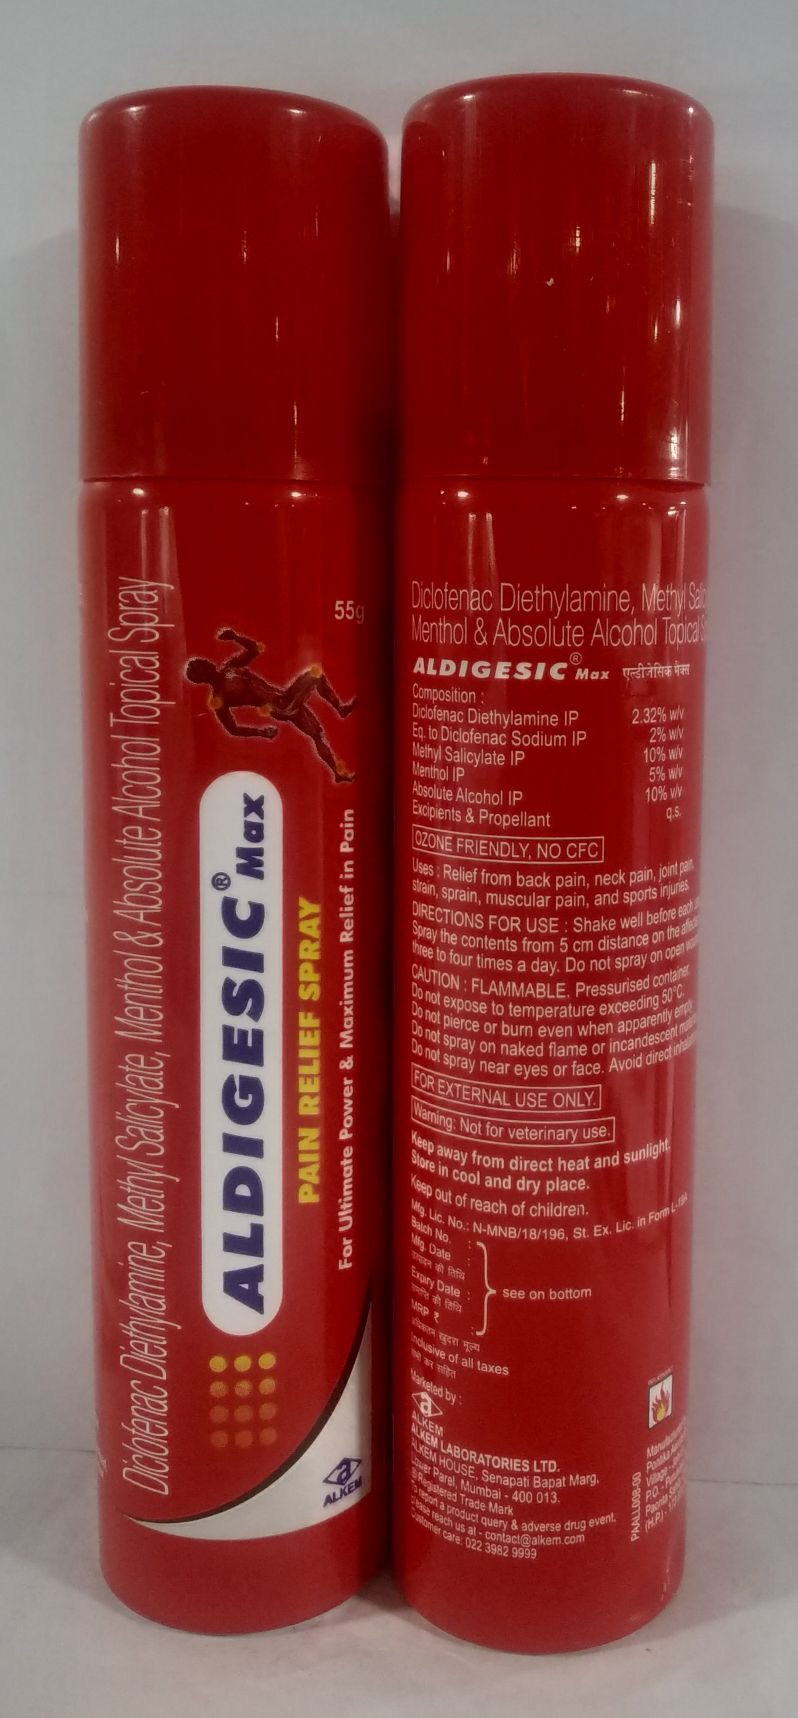 Diclofenac Diethylamine, Methyl Salicylate, Menthol & Absolute Alcohol Topical Spray
ALDIGESIC® Max
PAIN RELIEF SPRAY
For Ultimate Power & Maximum Relief in Pain
55g
ALKEM
Diclofenac Diethylamine, Methyl
Menthol & Absolute Alcohol Topical
ALDIGESIC® Max एल्डीजेसिक मैक्स
Composition :
Diclofenac Diethylamine IP 2.32% w/v
Eq. to Diclofenac Sodium IP 2% w/v
Methyl Salicylate IP 10% w/v
Menthol IP 5% w/v
Absolute Alcohol IP 10% v/v
Excipients & Propellant q.s.
OZONE FRIENDLY, NO CFC
Uses : Relief from back pain, neck pain, joint pain,
strain, sprain, muscular pain, and sports injuries.
DIRECTIONS FOR USE : Shake well before each
Spray the contents from 5 cm distance on the
three to four times a day. Do not spray on open
CAUTION : FLAMMABLE. Pressurised container.
Do not expose to temperature exceeding 50°C.
Do not pierce or burn even when apparently empty.
Do not spray on naked flame or incandescent
Do not spray near eyes or face. Avoid direct
FOR EXTERNAL USE ONLY.
Warning: Not for veterinary use.
Keep away from direct heat and sunlight.
Store in cool and dry place.
Keep out of reach of children.
Mfg. Lic. No.: N-MNB/18/196, St. Ex. Lic. in Form
Batch No. :
Mfg. Date :
की तिथि
Expiry Date : see on bottom
की तिथि
MRP ₹ :
अधिकतम खुदरा मूल्य
Inclusive of all taxes
सभी कर सहित
Marketed by :
ALKEM
ALKEM LABORATORIES LTD.
ALKEM HOUSE, Senapati Bapat Marg,
Lower Parel, Mumbai - 400 013.
® Registered Trade Mark
To report a product query & adverse drug event.
Please reach us at - contact@alkem.com
Customer care: 022 3982 9999
PAALL008-00